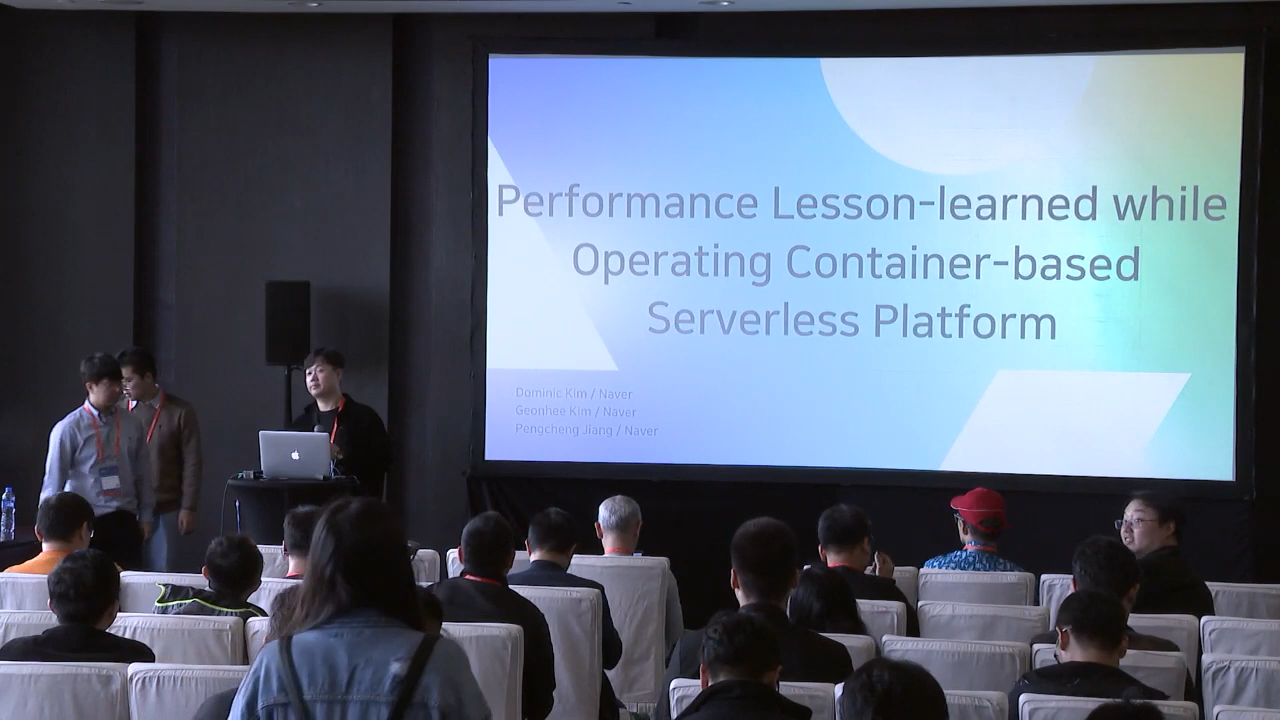 Performance Lesson-learned while
Operating Container-based
Serverless Platform
Dominic Kim / Naver
Geonhee Kim / Naver
Pengcheng Jiang / Naver